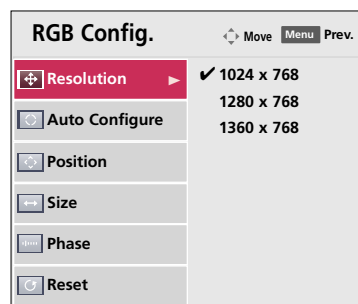 RGB Config.
Move Menu Prev.
Resolution
✔ 1024 x 768
1280 x 768
1360 x 768
Auto Configure
Position
Size
Phase
Reset